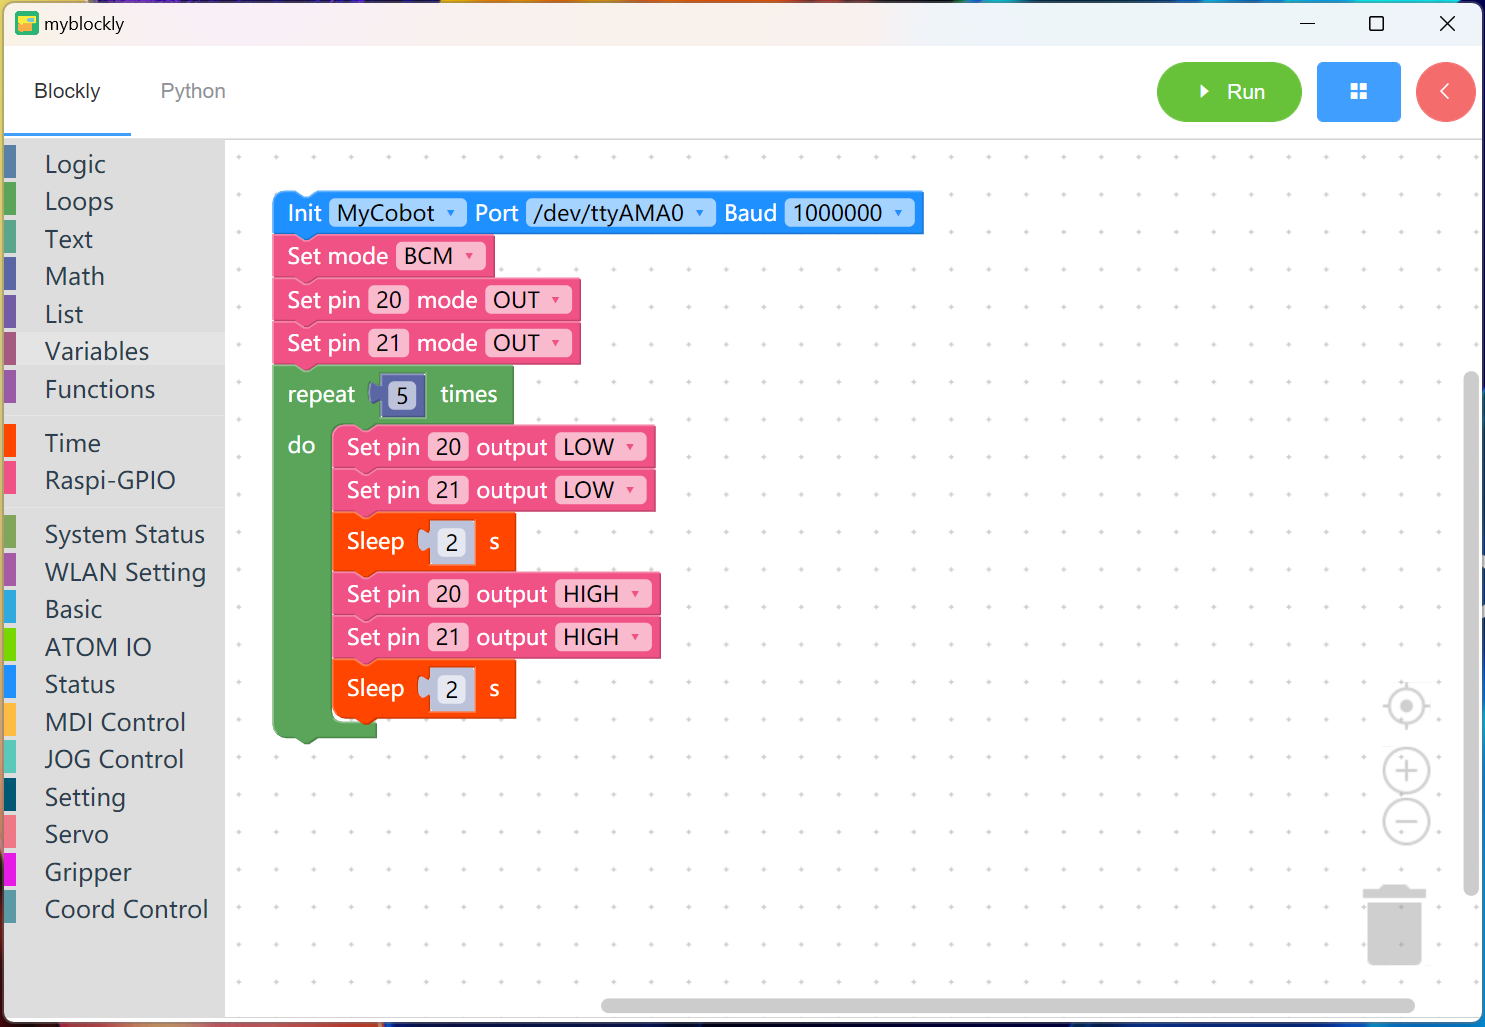 myblockly
Blockly Python Run
Logic
Loops
Text
Math
List
Variables
Functions
Time
Raspi-GPIO
System Status
WLAN Setting
Basic
ATOM IO
Status
MDI Control
JOG Control
Setting
Servo
Gripper
Coord Control
Init MyCobot Port /dev/ttyAMA0 Baud 1000000
Set mode BCM
Set pin 20 mode OUT
Set pin 21 mode OUT
repeat 5 times
do Set pin 20 output LOW
Set pin 21 output LOW
Sleep 2 s
Set pin 20 output HIGH
Set pin 21 output HIGH
Sleep 2 s